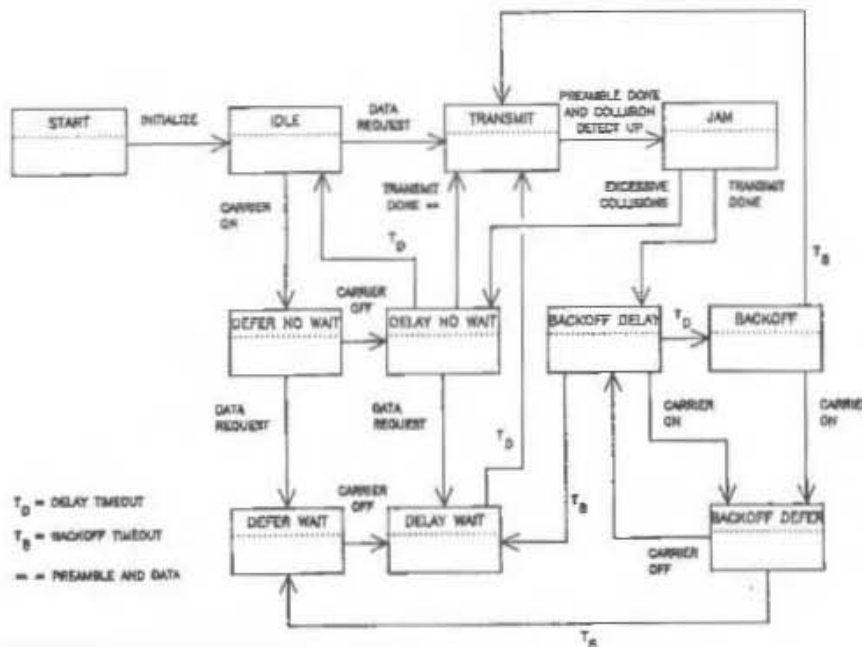 START
INITIALIZE
IDLE
DATA
REQUEST
TRANSMIT
PREAMBLE DONE
AND COLLISION
DETECT UP
JAM
CARRIER
ON
T_D
TRANSMIT
DONE **
EXCESSIVE
COLLISIONS
TRANSMIT
DONE
T_B
DEFER NO WAIT
CARRIER
OFF
DELAY NO WAIT
BACKOFF DELAY
T_D
BACKOFF
DATA
REQUEST
DATA
REQUEST
T_D
CARRIER
ON
CARRIER
ON
T_D = DELAY TIMEOUT
T_B = BACKOFF TIMEOUT
** = PREAMBLE AND DATA
DEFER WAIT
CARRIER
OFF
DELAY WAIT
T_B
CARRIER
OFF
BACKOFF DEFER
T_B